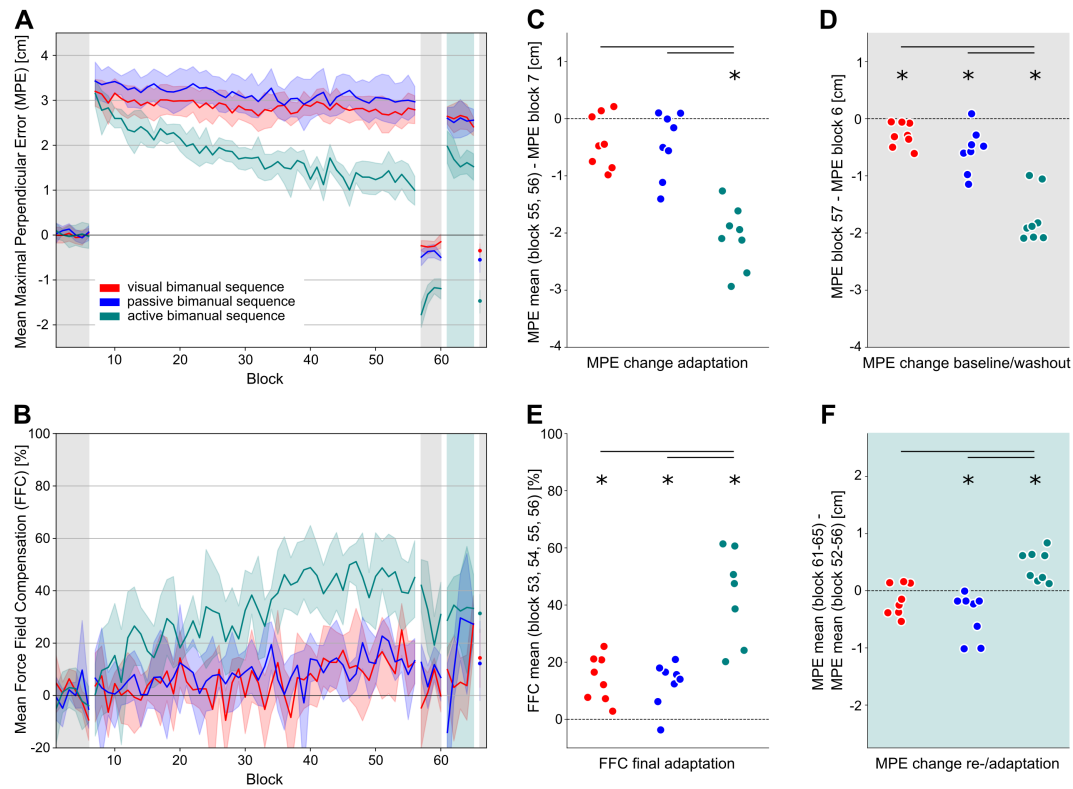 A
Mean Maximal Perpendicular Error (MPE) [cm]
4
3
2
1
0
-1
-2
visual bimanual sequence
passive bimanual sequence
active bimanual sequence
10
20
30
40
50
60
Block
C
MPE mean (block 55, 56) - MPE block 7 [cm]
1
0
-1
-2
-3
-4
*
MPE change adaptation
D
MPE block 57 - MPE block 6 [cm]
1
0
-1
-2
-3
-4
* * *
MPE change baseline/washout
B
Mean Force Field Compensation (FFC) [%]
100
80
60
40
20
0
-20
10
20
30
40
50
60
Block
E
FFC mean (block 53, 54, 55, 56) [%]
100
80
60
40
20
0
* * *
FFC final adaptation
F
MPE mean (block 61-65) -
MPE mean (block 52-56) [cm]
2
1
0
-1
-2
* *
MPE change re-/adaptation